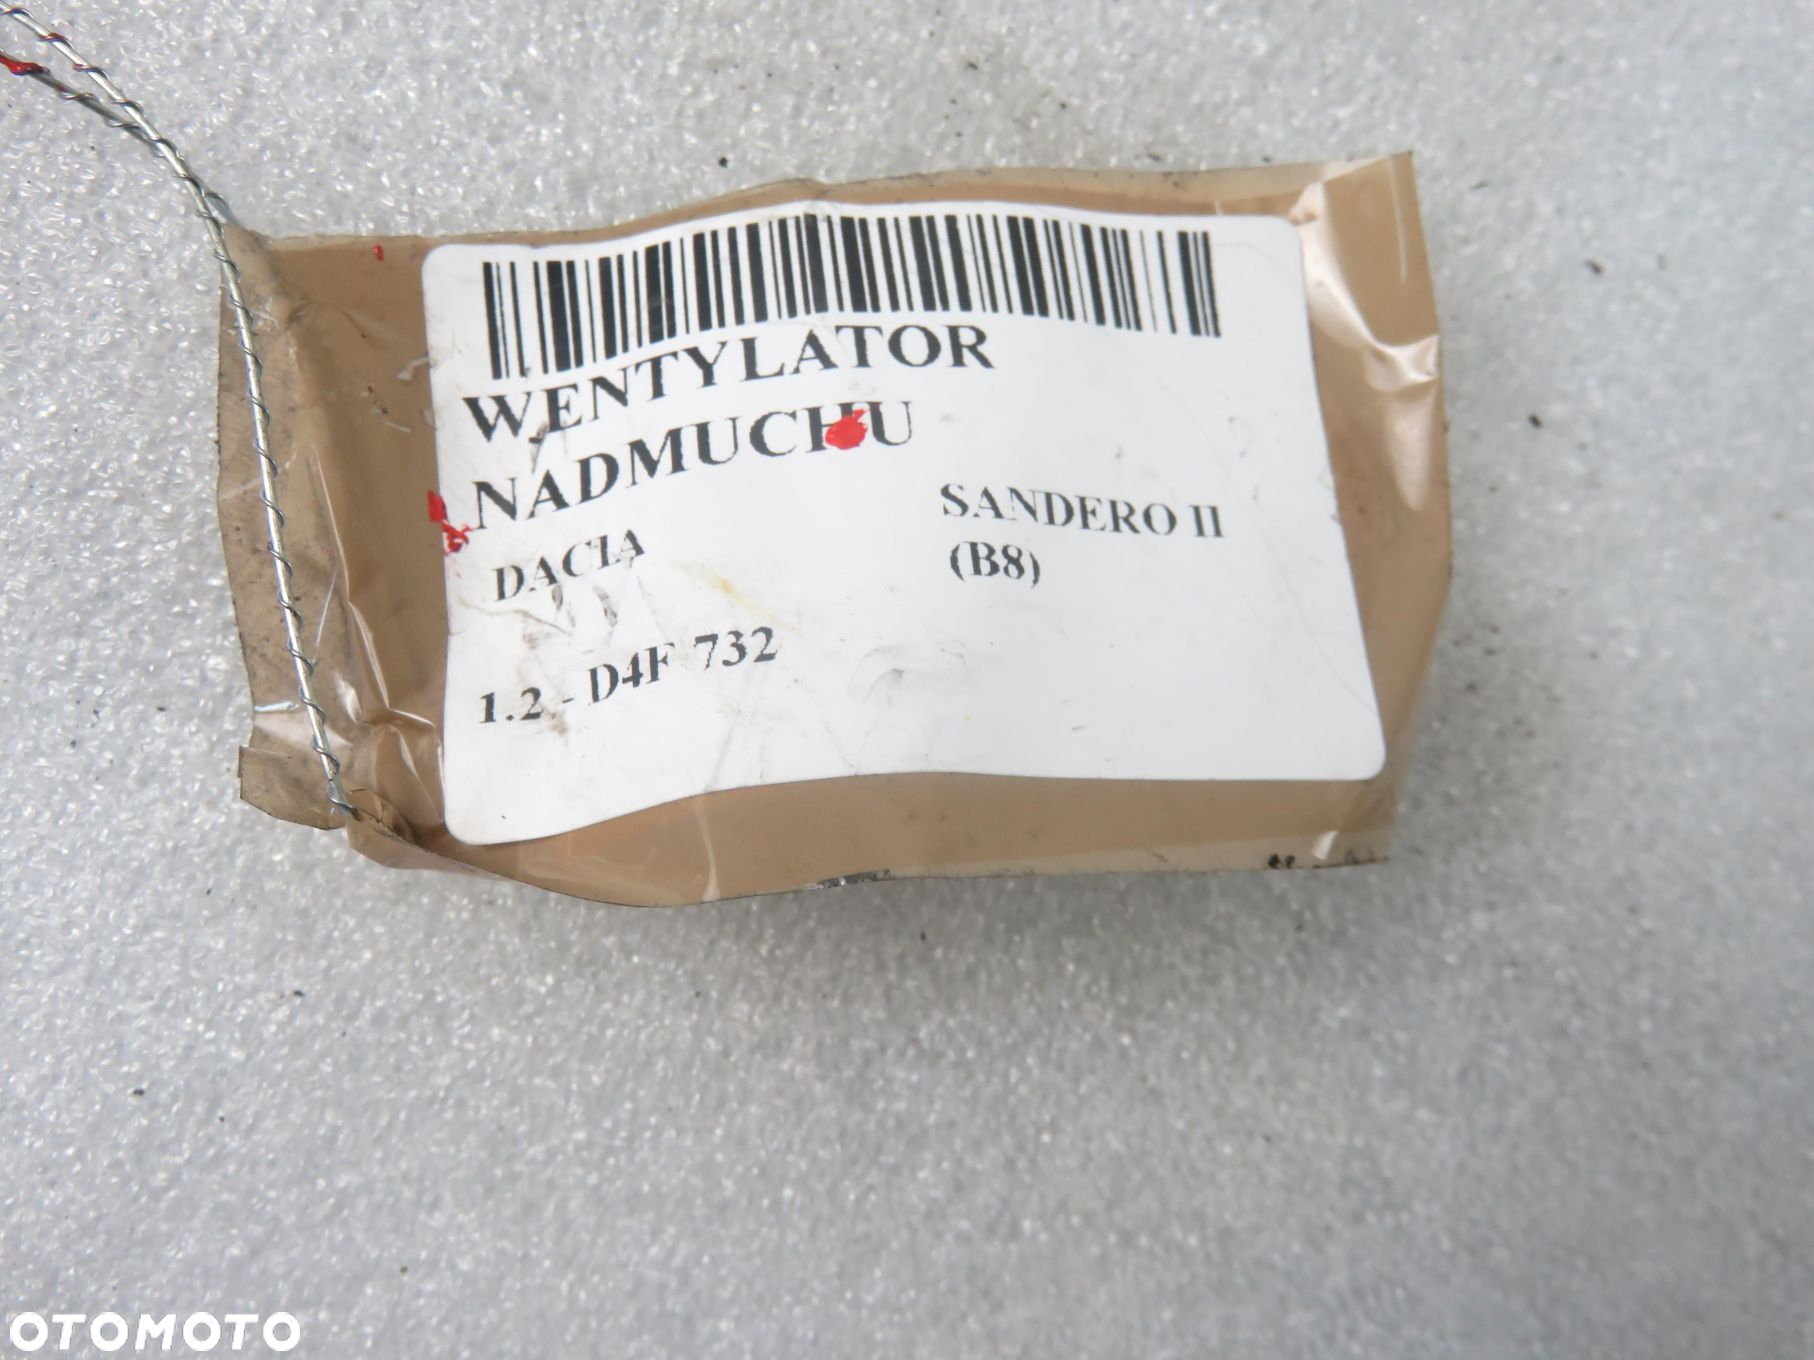 WENTYLATOR
NADMUCHU
DACIA
SANDERO II
(B8)
1.2 - D4F 732
OTOMOTO